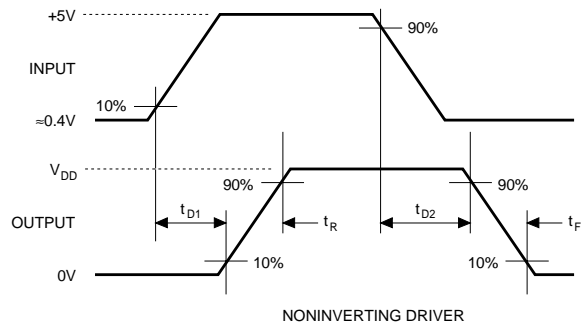 +5V
90%
INPUT
10%
≈0.4V
V_DD
90%
t_D1
t_R
t_D2
90%
t_F
OUTPUT
10%
10%
0V
NONINVERTING DRIVER